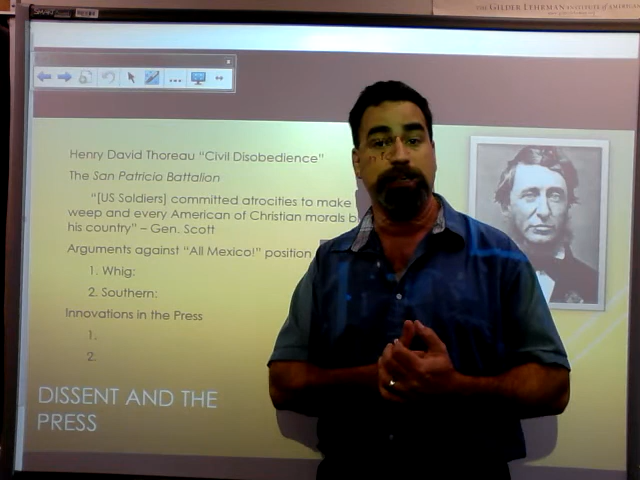 SMART
THE GILDER LEHRMAN INSTITUTE of AMERICAN
Henry David Thoreau “Civil Disobedience”
The San Patricio Battalion
“[US Soldiers] committed atrocities to make
weep and every American of Christian morals
his country” – Gen. Scott
Arguments against “All Mexico!” position
1. Whig:
2. Southern:
Innovations in the Press
1.
2.
DISSENT AND THE
PRESS